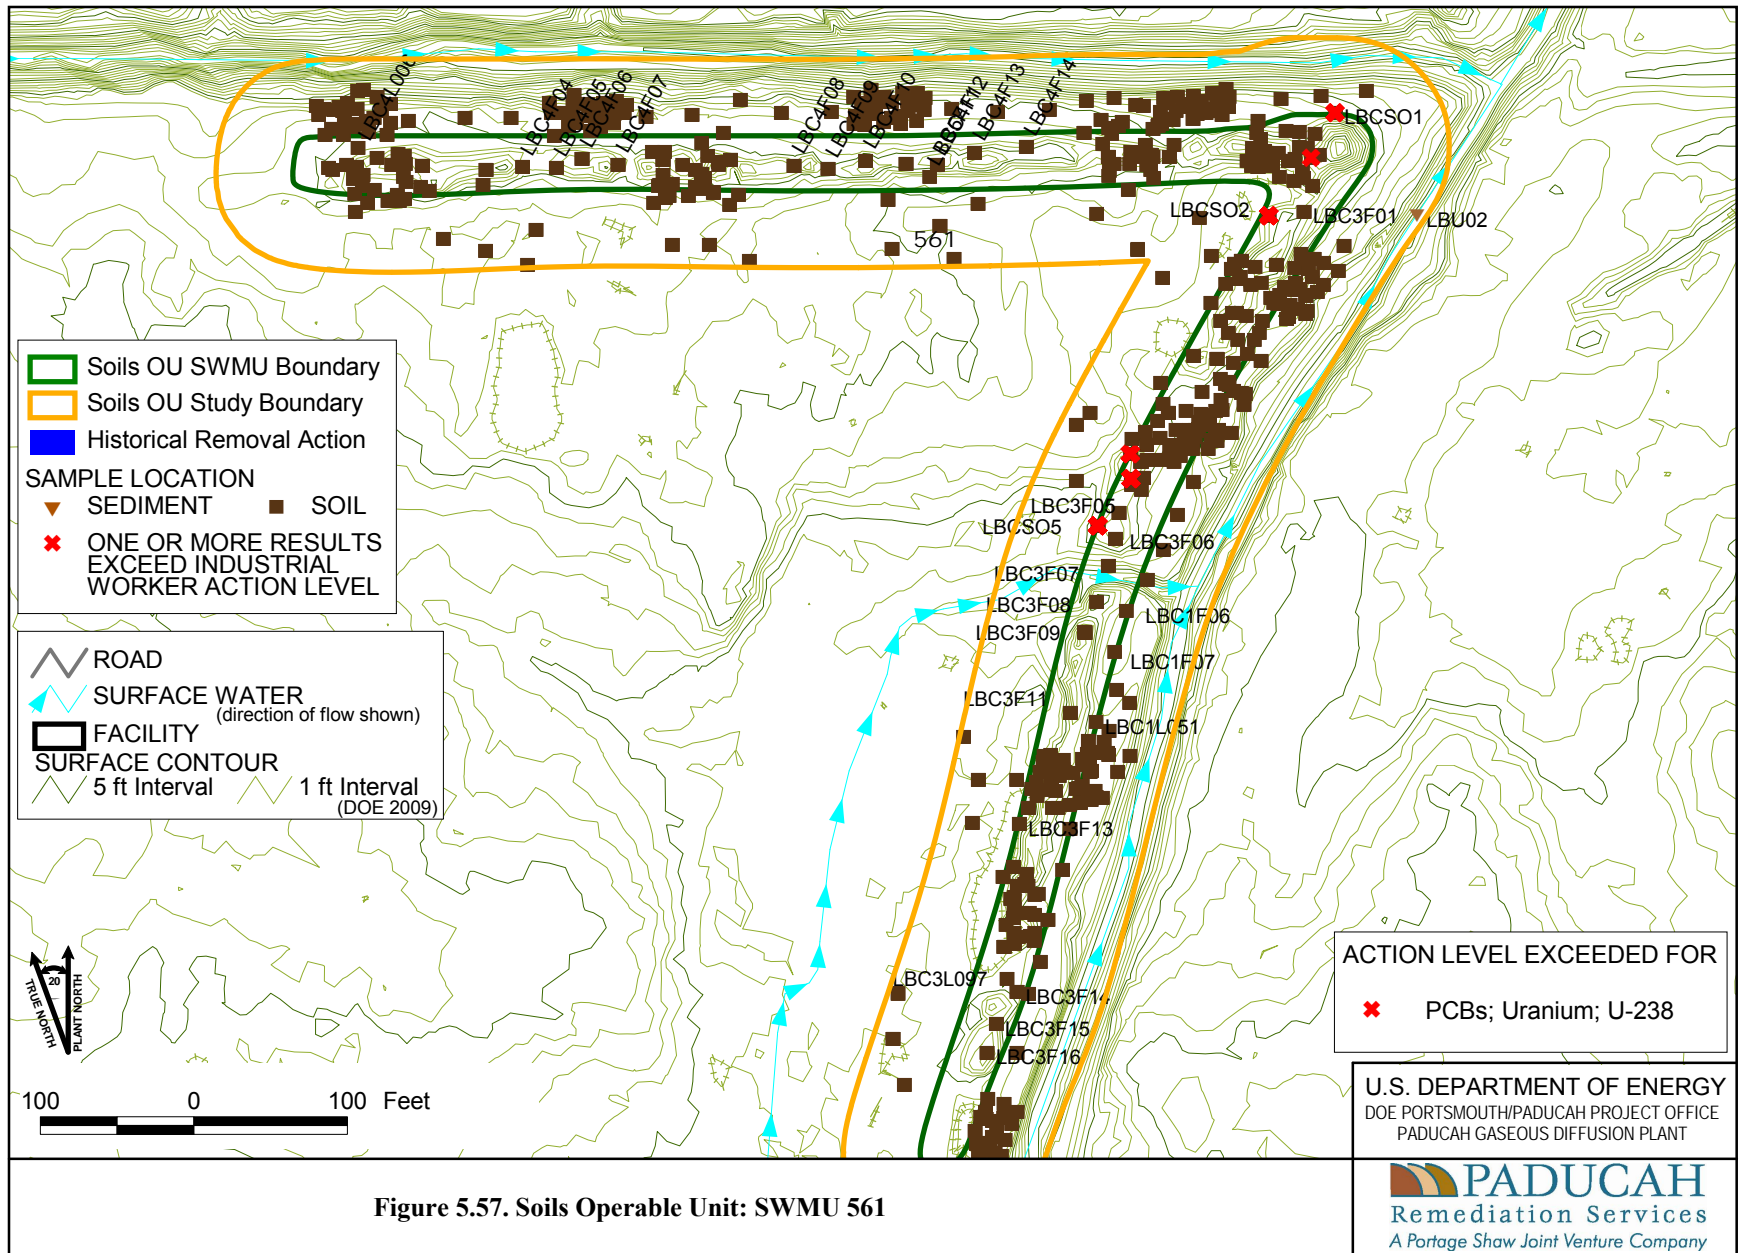 LBC4F04
LBC4F05
LBC4F06
LBC4F07
LBC4F08
LBC4F09
LBC4F10
LBC4F12
LBC4F13
LBC4F14
LBCSO1
LBCSO2
LBC3F01
LBU02
561
Soils OU SWMU Boundary
Soils OU Study Boundary
Historical Removal Action
SAMPLE LOCATION
SEDIMENT SOIL
ONE OR MORE RESULTS
EXCEED INDUSTRIAL
WORKER ACTION LEVEL
ROAD
SURFACE WATER
(direction of flow shown)
FACILITY
SURFACE CONTOUR
5 ft Interval 1 ft Interval
(DOE 2009)
LBC3F05
LBCSO5
LBC3F06
LBC3F07
LBC3F08
LBC1F06
LBC3F09
LBC1F07
LBC3F11
LBC1L051
LBC3F13
LBC3L097
LBC3F14
LBC3F15
LBC3F16
20
TRUE NORTH
PLANT NORTH
100 0 100 Feet
ACTION LEVEL EXCEEDED FOR
PCBs; Uranium; U-238
U.S. DEPARTMENT OF ENERGY
DOE PORTSMOUTH/PADUCAH PROJECT OFFICE
PADUCAH GASEOUS DIFFUSION PLANT
PADUCAH
Remediation Services
A Portage Shaw Joint Venture Company
Figure 5.57. Soils Operable Unit: SWMU 561